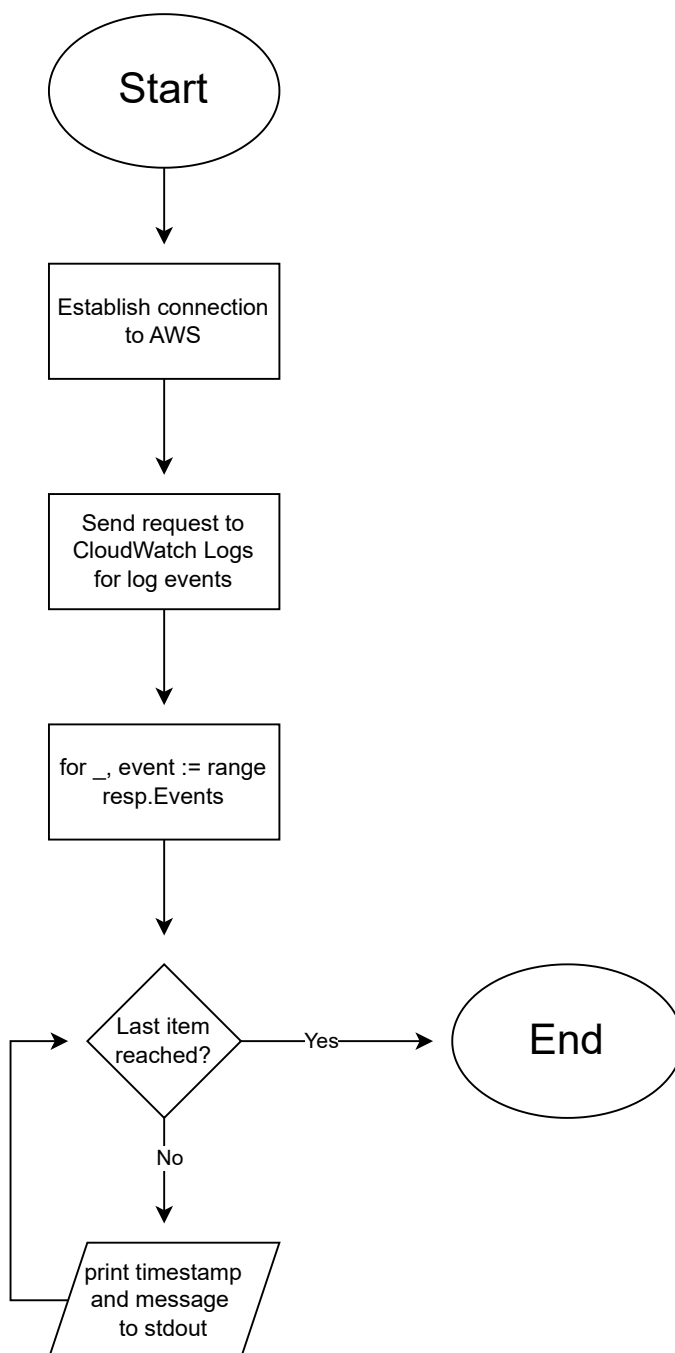 Start
Establish connection
to AWS
Send request to
CloudWatch Logs
for log events
for _, event := range
resp.Events
Last item
reached?
Yes
End
No
print timestamp
and message
to stdout